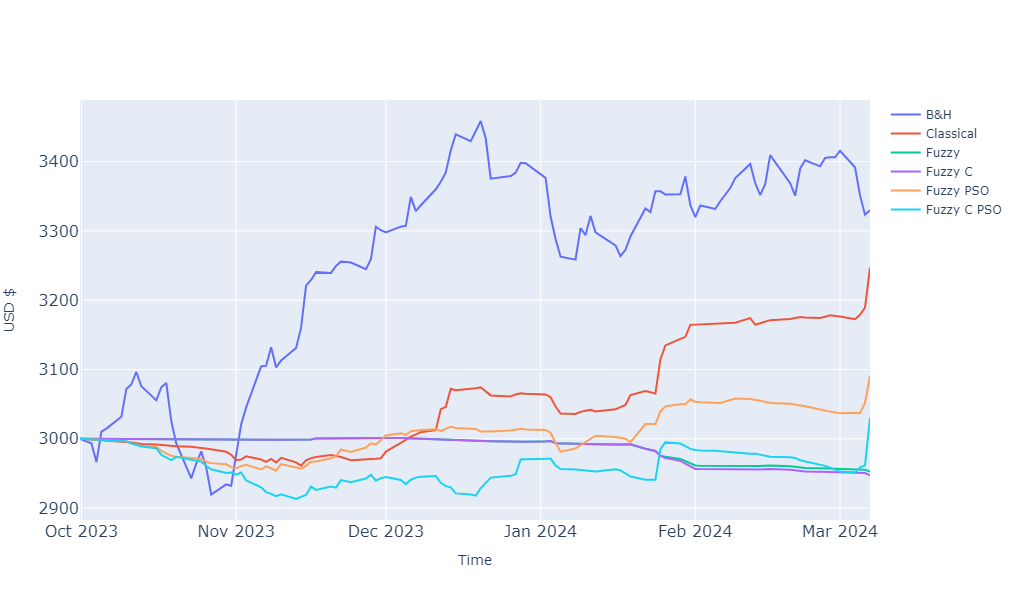 USD $
3400
3300
3200
3100
3000
2900
Oct 2023
Nov 2023
Dec 2023
Jan 2024
Feb 2024
Mar 2024
Time
B&H
Classical
Fuzzy
Fuzzy C
Fuzzy PSO
Fuzzy C PSO